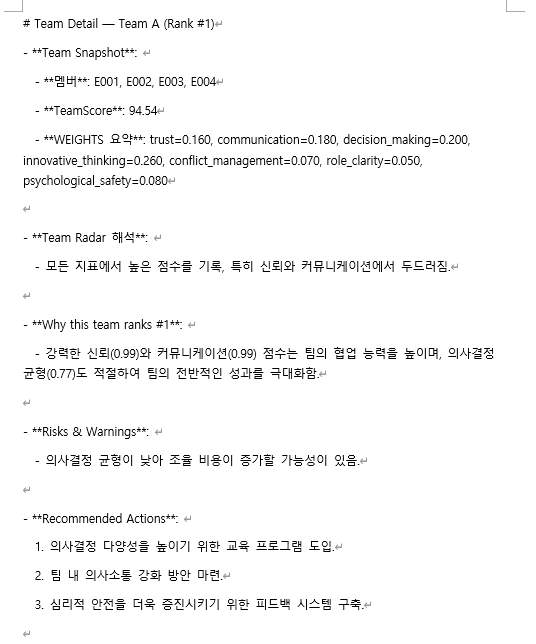 # Team Detail — Team A (Rank #1)
- **Team Snapshot**:
- **멤버**: E001, E002, E003, E004
- **TeamScore**: 94.54
- **WEIGHTS 요약**: trust=0.160, communication=0.180, decision_making=0.200,
innovative_thinking=0.260, conflict_management=0.070, role_clarity=0.050,
psychological_safety=0.080
- **Team Radar 해석**:
- 모든 지표에서 높은 점수를 기록, 특히 신뢰와 커뮤니케이션에서 두드러짐.
- **Why this team ranks #1**:
- 강력한 신뢰(0.99)와 커뮤니케이션(0.99) 점수는 팀의 협업 능력을 높이며, 의사결정
균형(0.77)도 적절하여 팀의 전반적인 성과를 극대화함.
- **Risks & Warnings**:
- 의사결정 균형이 낮아 조율 비용이 증가할 가능성이 있음.
- **Recommended Actions**:
1. 의사결정 다양성을 높이기 위한 교육 프로그램 도입.
2. 팀 내 의사소통 강화 방안 마련.
3. 심리적 안전을 더욱 증진시키기 위한 피드백 시스템 구축.